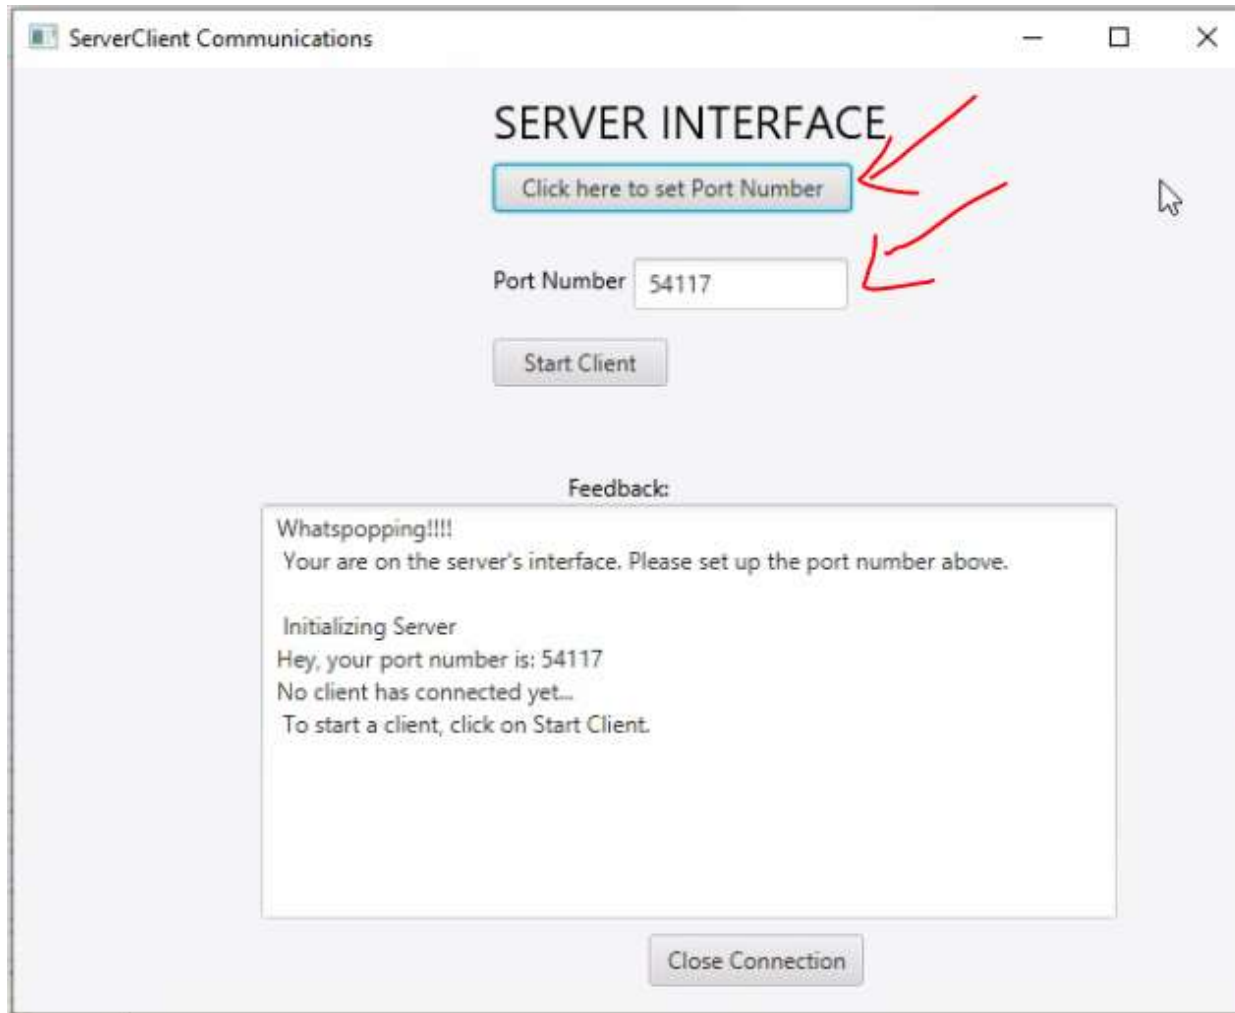 ServerClient Communications
SERVER INTERFACE
Click here to set Port Number
Port Number 54117
Start Client
Feedback:
Whatspopping!!!!
Your are on the server's interface. Please set up the port number above.
Initializing Server
Hey, your port number is: 54117
No client has connected yet...
To start a client, click on Start Client.
Close Connection